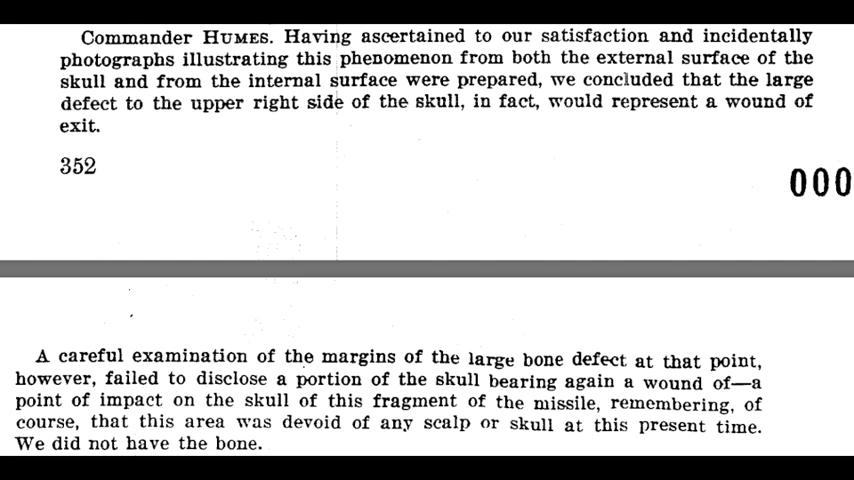 Commander HUMES. Having ascertained to our satisfaction and incidentally
photographs illustrating this phenomenon from both the external surface of the
skull and from the internal surface were prepared, we concluded that the large
defect to the upper right side of the skull, in fact, would represent a wound of
exit.
352
000
A careful examination of the margins of the large bone defect at that point,
however, failed to disclose a portion of the skull bearing again a wound of—a
point of impact on the skull of this fragment of the missile, remembering, of
course, that this area was devoid of any scalp or skull at this present time.
We did not have the bone.